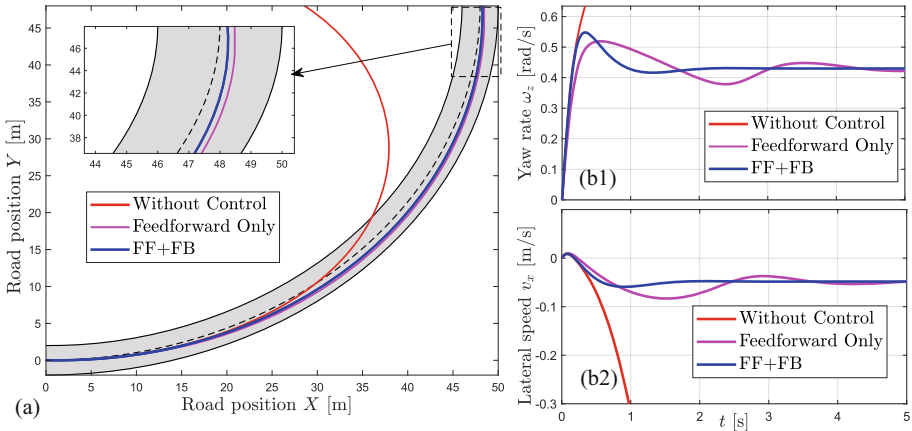 45
40
35
30
25
20
15
10
5
0
Road position Y [m]
47
44
41
38
36
44 45 46 47 48 49 50
Without Control
Feedforward Only
FF+FB
0 5 10 15 20 25 30 35 40 45 50
(a)
Road position X [m]
0.6
0.5
0.4
0.3
0.2
0.1
0
Yaw rate ω_z [rad/s]
Without Control
Feedforward Only
FF+FB
(b1)
0
-0.1
-0.2
-0.3
Lateral speed v_x [m/s]
Without Control
Feedforward Only
FF+FB
(b2)
0 1 2 3 4 5
t [s]